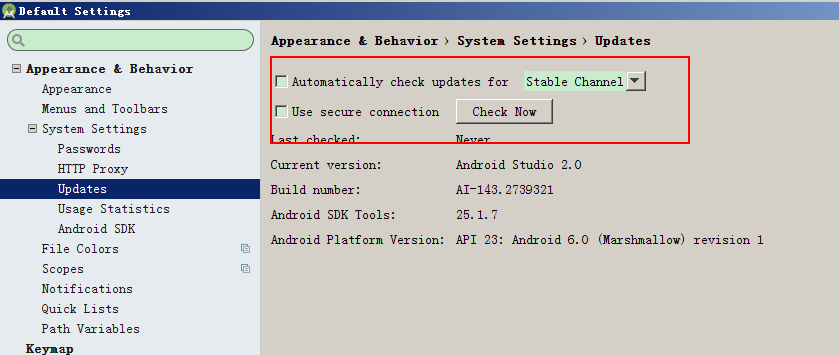 Default Settings
Appearance & Behavior
Appearance
Menus and Toolbars
System Settings
Passwords
HTTP Proxy
Updates
Usage Statistics
Android SDK
File Colors
Scopes
Notifications
Quick Lists
Path Variables
Keymap
Appearance & Behavior › System Settings › Updates
Automatically check updates for Stable Channel
Use secure connection Check Now
Last checked: Never
Current version: Android Studio 2.0
Build number: AI-143.2739321
Android SDK Tools: 25.1.7
Android Platform Version: API 23: Android 6.0 (Marshmallow) revision 1